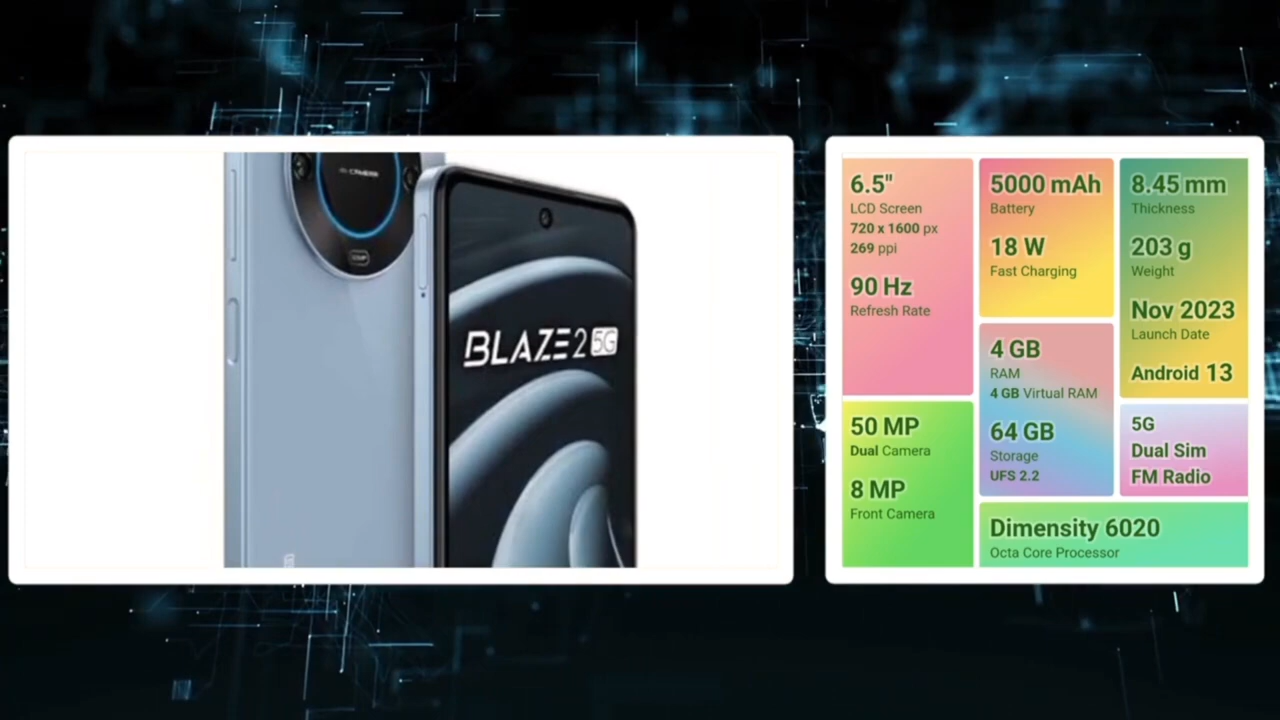 50MP
BLAZE 2 5G
6.5"
LCD Screen
720 x 1600 px
269 ppi
90 Hz
Refresh Rate
50 MP
Dual Camera
8 MP
Front Camera
5000 mAh
Battery
18 W
Fast Charging
4 GB
RAM
4 GB Virtual RAM
64 GB
Storage
UFS 2.2
8.45 mm
Thickness
203 g
Weight
Nov 2023
Launch Date
Android 13
5G
Dual Sim
FM Radio
Dimensity 6020
Octa Core Processor